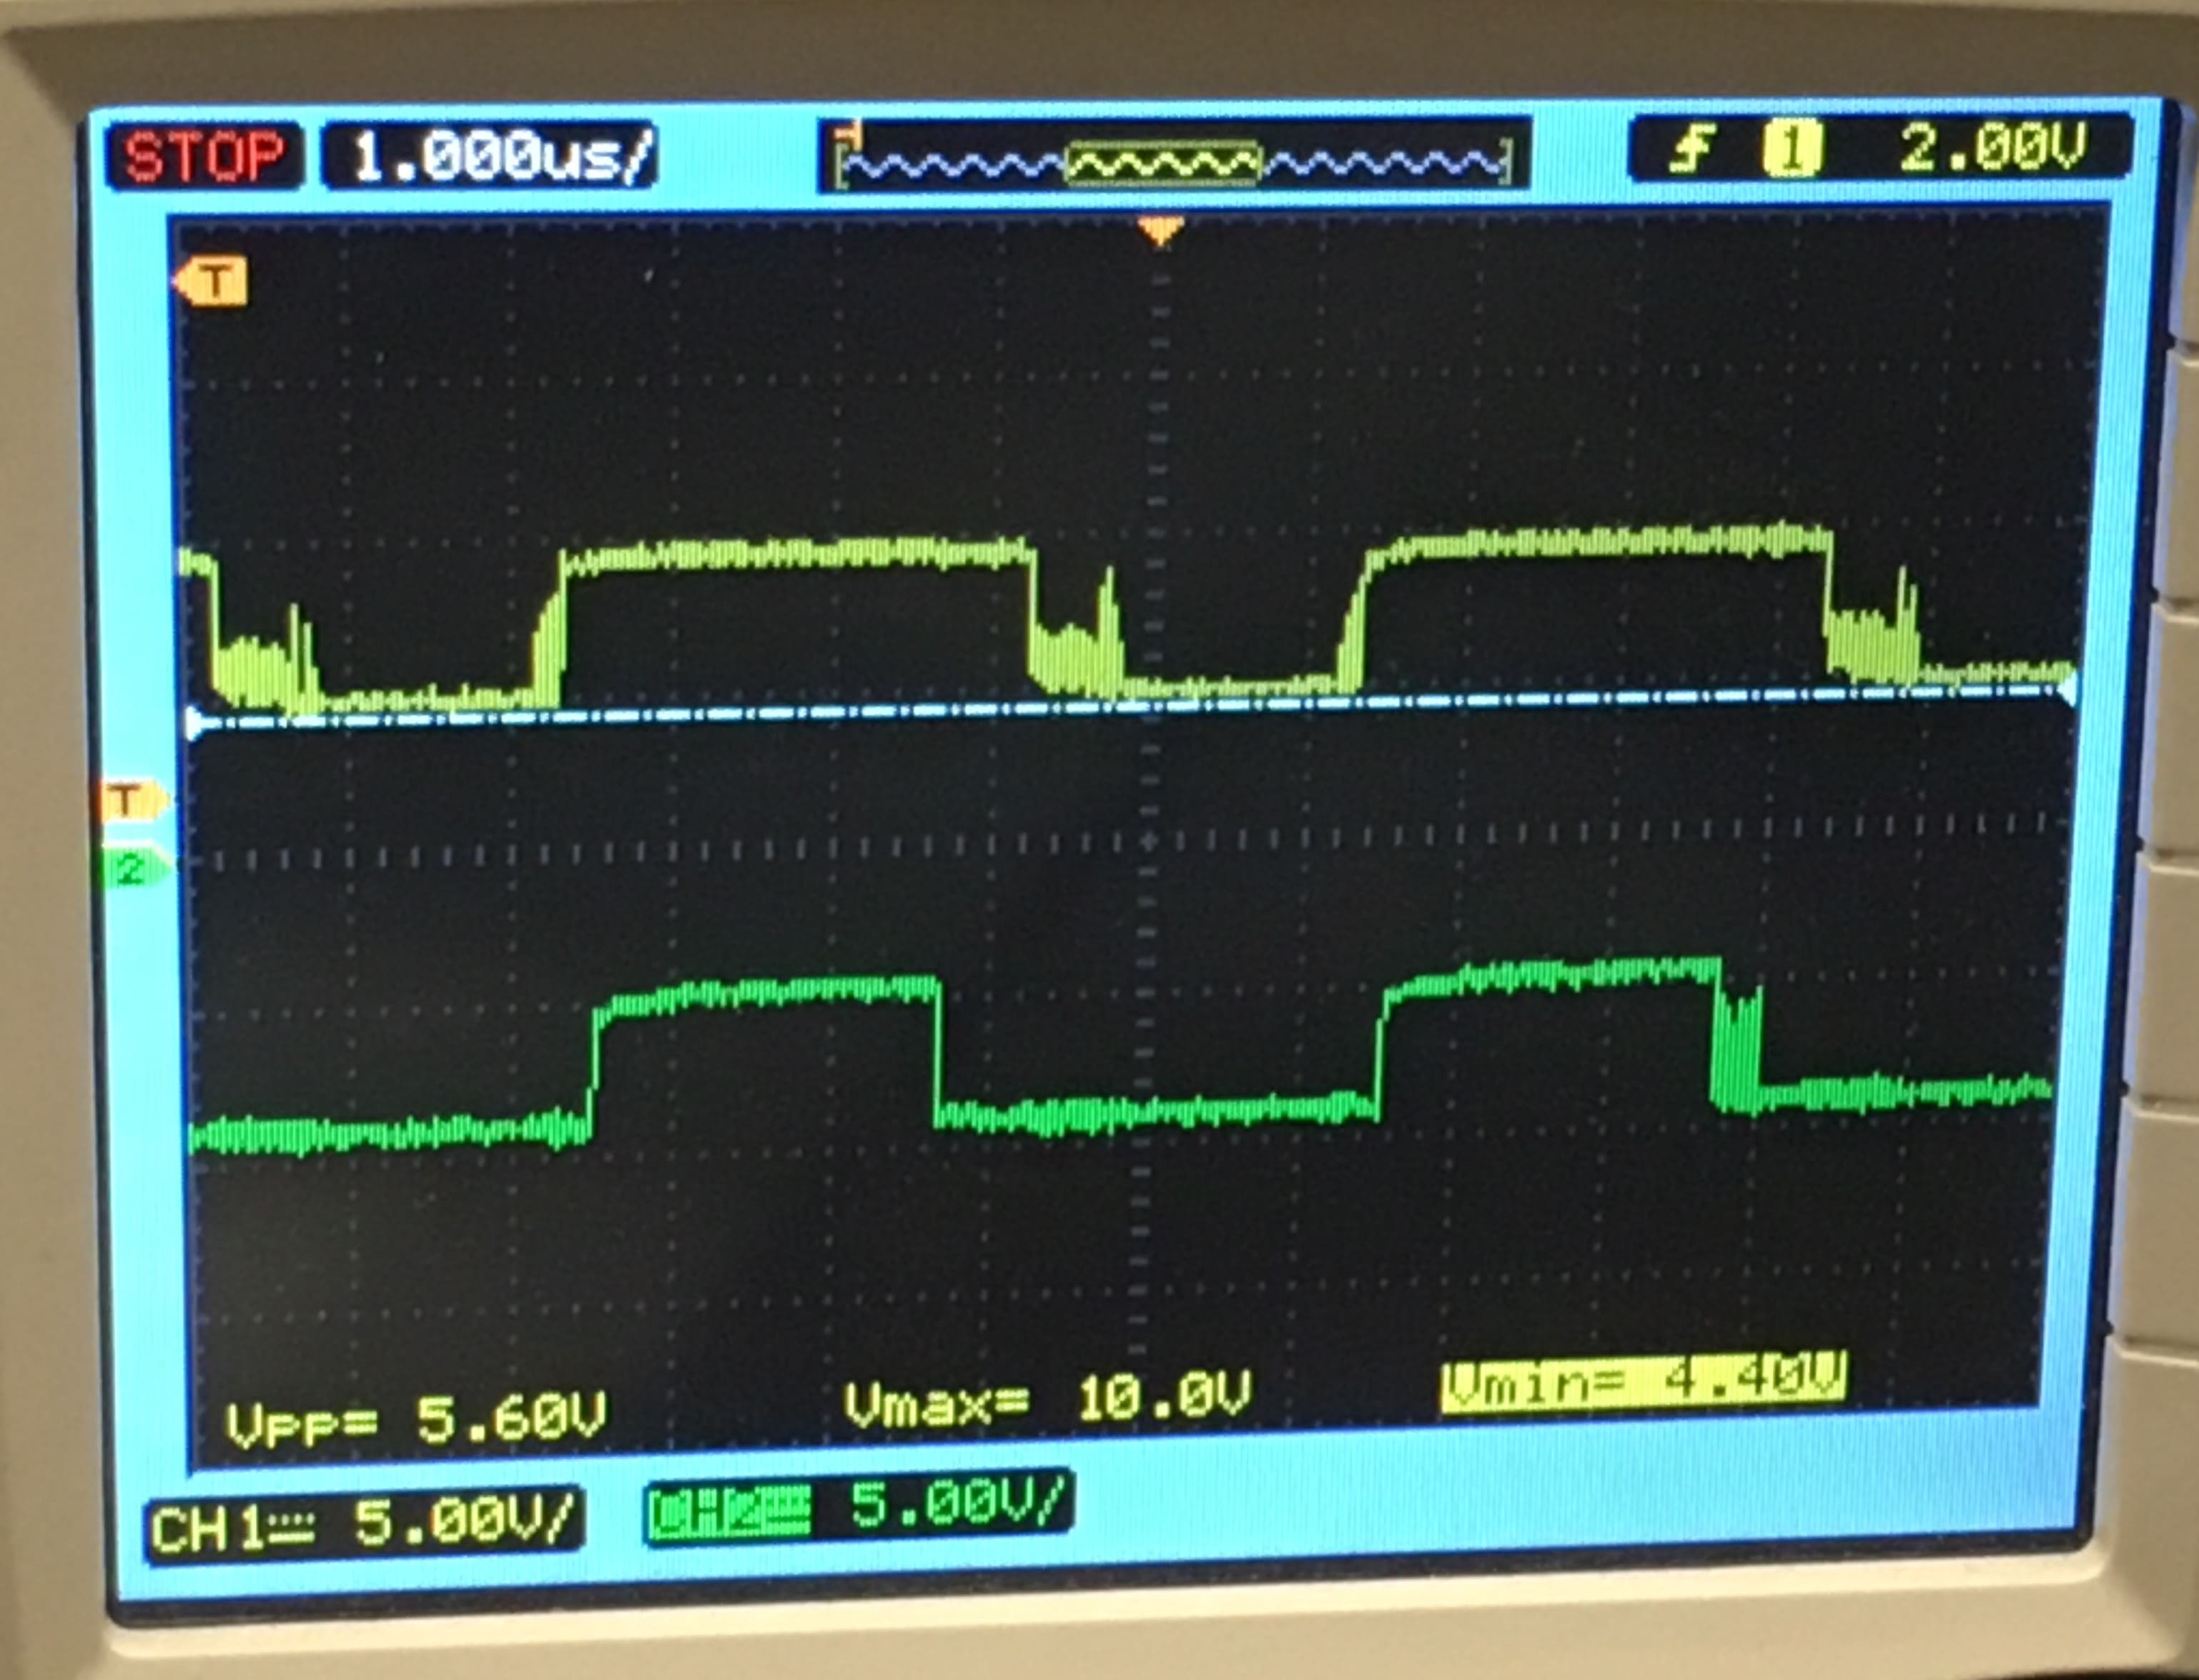 STOP 1.000us/ 1 2.00V
T
T
2
Vpp= 5.60V Vmax= 10.0V Vmin= 4.40V
CH1 5.00V/ CH2 5.00V/